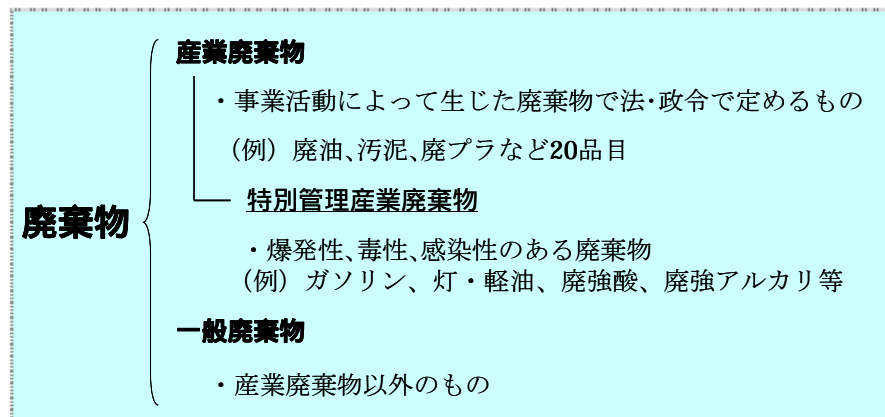 産業廃棄物
・事業活動によって生じた廃棄物で法・政令で定めるもの
（例）廃油、汚泥、廃プラなど20品目
特別管理産業廃棄物
廃棄物
・爆発性、毒性、感染性のある廃棄物
（例）ガソリン、灯・軽油、廃強酸、廃強アルカリ等
一般廃棄物
・産業廃棄物以外のもの